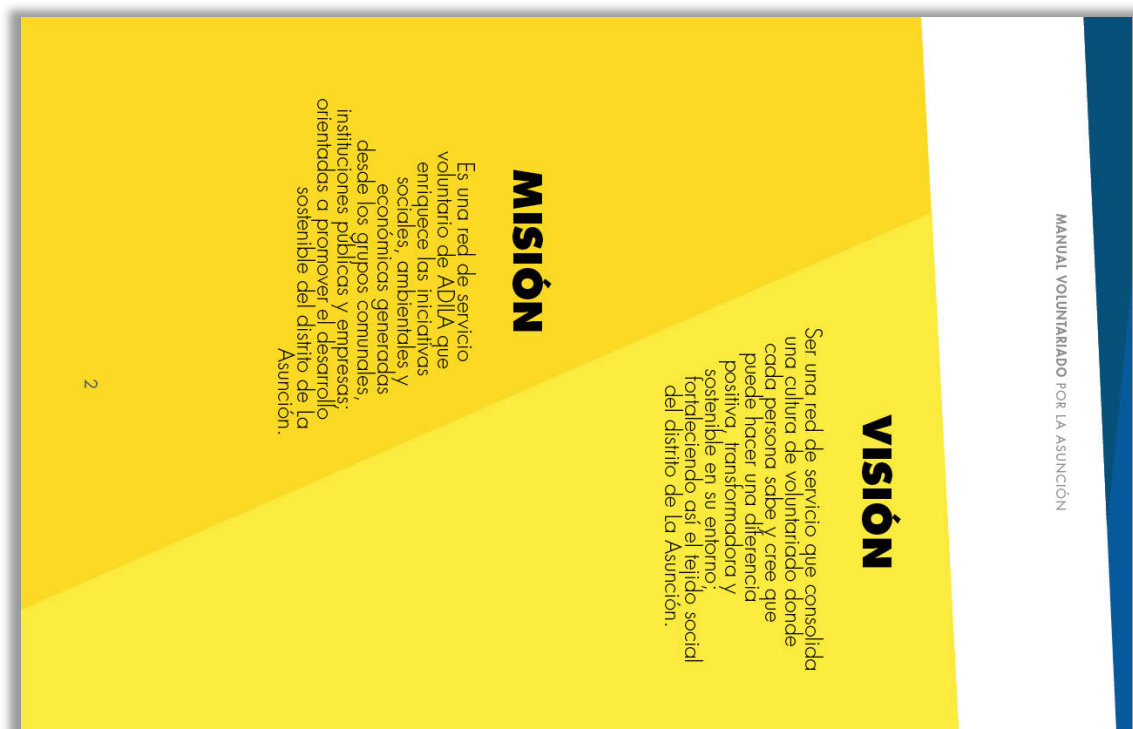 MANUAL VOLUNTARIADO POR LA ASUNCIÓN
VISIÓN
Ser una red de servicio que consolida
una cultura de voluntariado donde
cada persona sabe y cree que
puede hacer una diferencia
positiva, transformadora y
sostenible en su entorno;
fortaleciendo así el tejido social
del distrito de La Asunción.
MISIÓN
Es una red de servicio
voluntario de ADILA que
enriquece las iniciativas
sociales, ambientales y
económicas generadas
desde los grupos comunales,
instituciones públicas y empresas;
orientadas a promover el desarrollo
sostenible del distrito de La
Asunción.
2